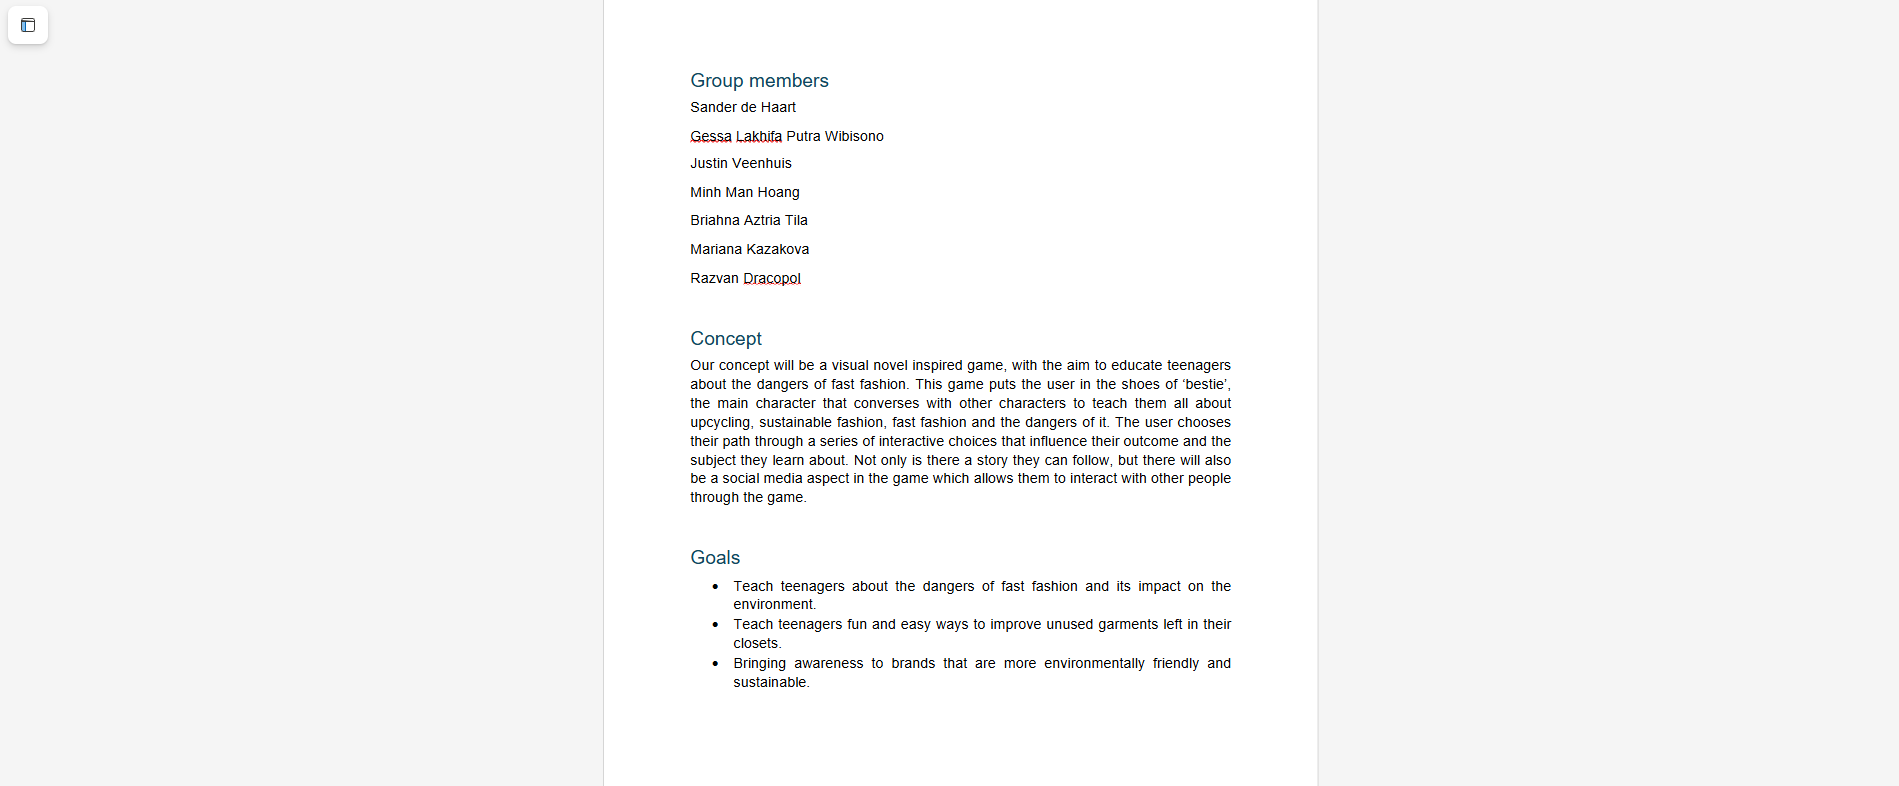 Group members
Sander de Haart
Gessa Lakhifa Putra Wibisono
Justin Veenhuis
Minh Man Hoang
Briahna Aztria Tila
Mariana Kazakova
Razvan Dracopol
Concept
Our concept will be a visual novel inspired game, with the aim to educate teenagers
about the dangers of fast fashion. This game puts the user in the shoes of ‘bestie’,
the main character that converses with other characters to teach them all about
upcycling, sustainable fashion, fast fashion and the dangers of it. The user chooses
their path through a series of interactive choices that influence their outcome and the
subject they learn about. Not only is there a story they can follow, but there will also
be a social media aspect in the game which allows them to interact with other people
through the game.
Goals
• Teach teenagers about the dangers of fast fashion and its impact on the
environment.
• Teach teenagers fun and easy ways to improve unused garments left in their
closets.
• Bringing awareness to brands that are more environmentally friendly and
sustainable.